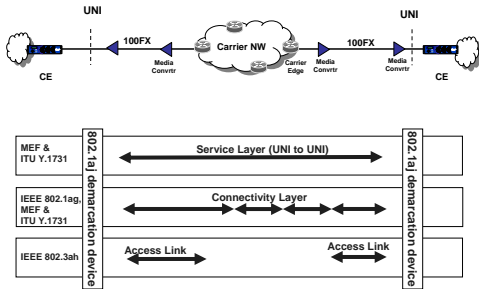 UNI
UNI
100FX
Carrier NW
100FX
CE
Media
Convrtr
Carrier
Edge
Media
Convrtr
Media
Convrtr
CE
MEF &
ITU Y.1731
802.1aj demarcation device
Service Layer (UNI to UNI)
802.1aj demarcation device
IEEE 802.1ag,
MEF &
ITU Y.1731
Connectivity Layer
IEEE 802.3ah
Access Link
Access Link